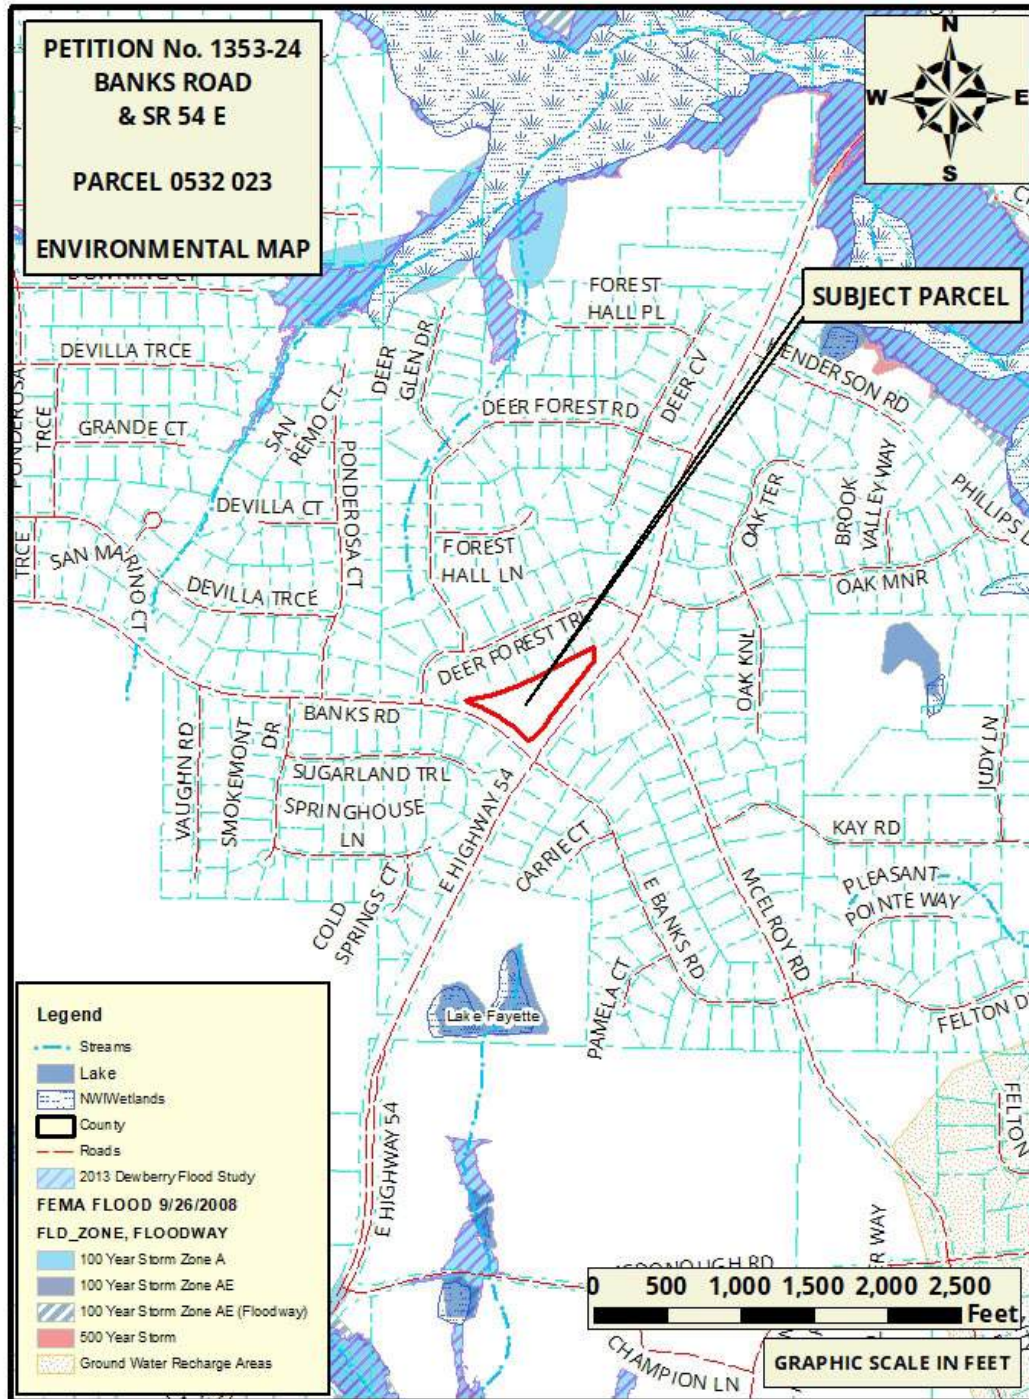 PETITION No. 1353-24
BANKS ROAD
& SR 54 E
PARCEL 0532 023
ENVIRONMENTAL MAP
N
W
E
S
SUBJECT PARCEL
FOREST
HALL PL
DEVILLA TRCE
DEER
GLEN DR
DEER CV
ENDERSON RD
PONDEROSA
TRCE
GRANDE CT
SAN
REMO CT
DEER FOREST RD
PONDEROSA CT
OAK TER
BROOK
VALLEY WAY
PHILLIPS
DEVILLA CT
TRCE
SAN MARINO CT
FOREST
HALL LN
DEVILLA TRCE
OAK MNR
DEER FOREST TRL
OAK KNL
BANKS RD
VAUGHN RD
SMOKEMONT
DR
SUGARLAND TRL
SPRINGHOUSE
LN
E HIGHWAY 54
JUDY LN
KAY RD
CARRIE CT
COLD
SPRINGS CT
E BANKS RD
MCELROY RD
PLEASANT
POINTE WAY
PAMELA CT
Lake Fayette
FELTON D
FELTON
E HIGHWAY 54
ER WAY
DONOUGH RD
CHAMPION LN
Legend
Streams
Lake
NWIWetlands
County
Roads
2013 Dewberry Flood Study
FEMA FLOOD 9/26/2008
FLD_ZONE, FLOODWAY
100 Year Storm Zone A
100 Year Storm Zone AE
100 Year Storm Zone AE (Floodway)
500 Year Storm
Ground Water Recharge Areas
0 500 1,000 1,500 2,000 2,500
Feet
GRAPHIC SCALE IN FEET